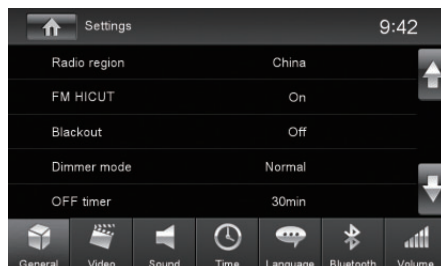 Settings 9:42
Radio region China
FM HICUT On
Blackout Off
Dimmer mode Normal
OFF timer 30min
General Video Sound Time Language Bluetooth Volume